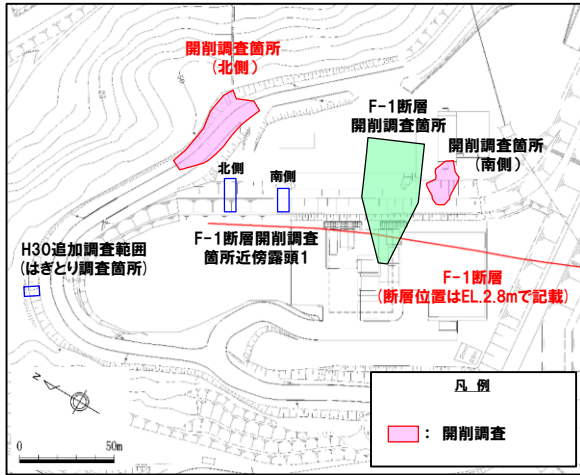 開削調査箇所
(北側)
F-1断層
開削調査箇所
開削調査箇所
(南側)
北側
南側
F-1断層開削調査
箇所近傍露頭1
H30追加調査範囲
(はぎとり調査箇所)
F-1断層
(断層位置はEL.2.8mで記載)
N
0
50m
凡 例
: 開削調査